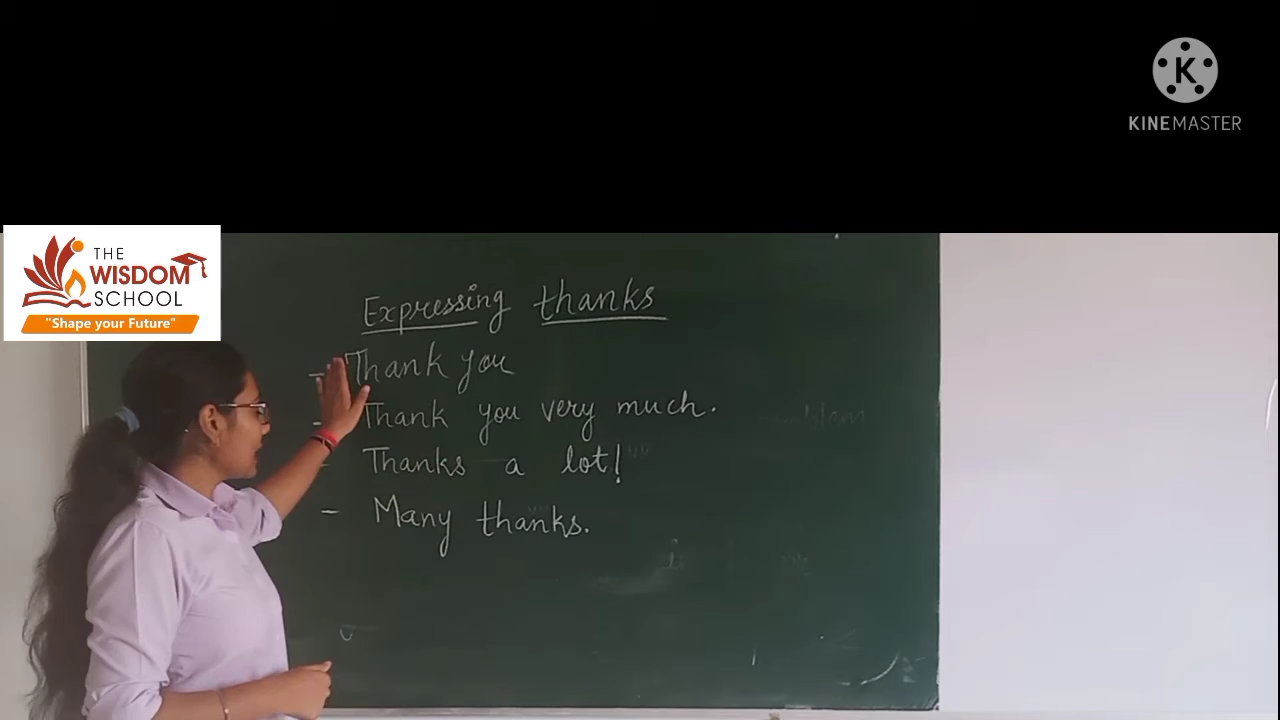 KINEMASTER
THE
WISDOM
SCHOOL
"Shape your Future"
Expressing thanks
- Thank you
- Thank you very much.
- Thanks a lot!
- Many thanks.